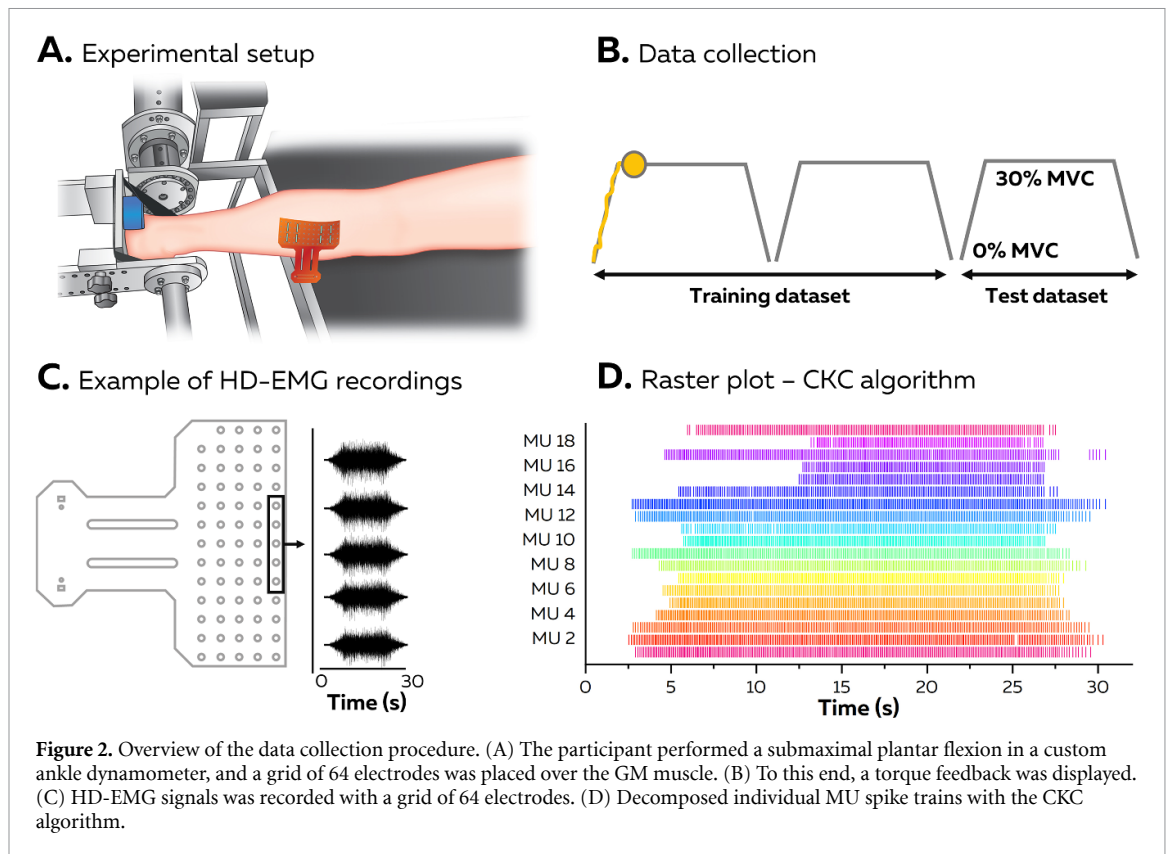 A. Experimental setup
B. Data collection
30% MVC
0% MVC
Training dataset
Test dataset
C. Example of HD-EMG recordings
0
30
Time (s)
D. Raster plot – CKC algorithm
MU 18
MU 16
MU 14
MU 12
MU 10
MU 8
MU 6
MU 4
MU 2
0
5
10
15
20
25
30
Time (s)
Figure 2. Overview of the data collection procedure. (A) The participant performed a submaximal plantar flexion in a custom
ankle dynamometer, and a grid of 64 electrodes was placed over the GM muscle. (B) To this end, a torque feedback was displayed.
(C) HD-EMG signals was recorded with a grid of 64 electrodes. (D) Decomposed individual MU spike trains with the CKC
algorithm.